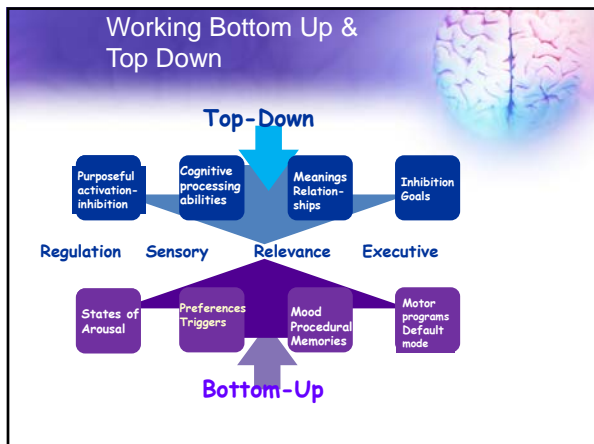 Working Bottom Up &
Top Down
Top-Down
Purposeful
activation-
inhibition
Cognitive
processing
abilities
Meanings
Relation-
ships
Inhibition
Goals
Regulation Sensory Relevance Executive
States of
Arousal
Preferences
Triggers
Mood
Procedural
Memories
Motor
programs
Default
mode
Bottom-Up